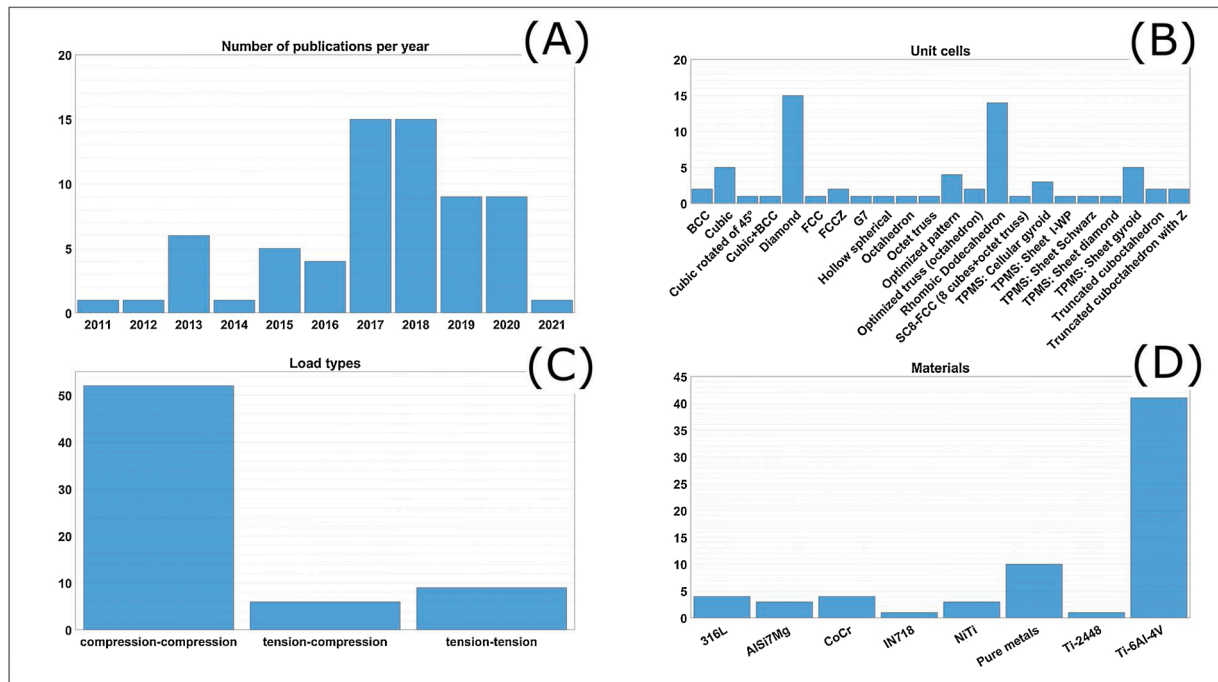 Number of publications per year
(A)
20
15
10
5
0
2011 2012 2013 2014 2015 2016 2017 2018 2019 2020 2021
Unit cells
(B)
20
15
10
5
0
BCC
Cubic
Cubic rotated of 45°
Cubic+BCC
Diamond
FCC
FCCZ
G7
Hollow spherical
Octahedron
Octet truss
Optimized pattern
Optimized truss (octahedron)
Rhombic Dodecahedron
SC8-FCC (8 cubes+octet truss)
TPMS: Cellular gyroid
TPMS: Sheet I-WP
TPMS: Sheet Schwarz
TPMS: Sheet diamond
TPMS: Sheet gyroid
Truncated cuboctahedron
Truncated cuboctahedron with Z
Load types
(C)
50
40
30
20
10
0
compression-compression tension-compression tension-tension
Materials
(D)
45
40
35
30
25
20
15
10
5
0
316L
AlSi7Mg
CoCr
IN718
NiTi
Pure metals
Ti-2448
Ti-6Al-4V